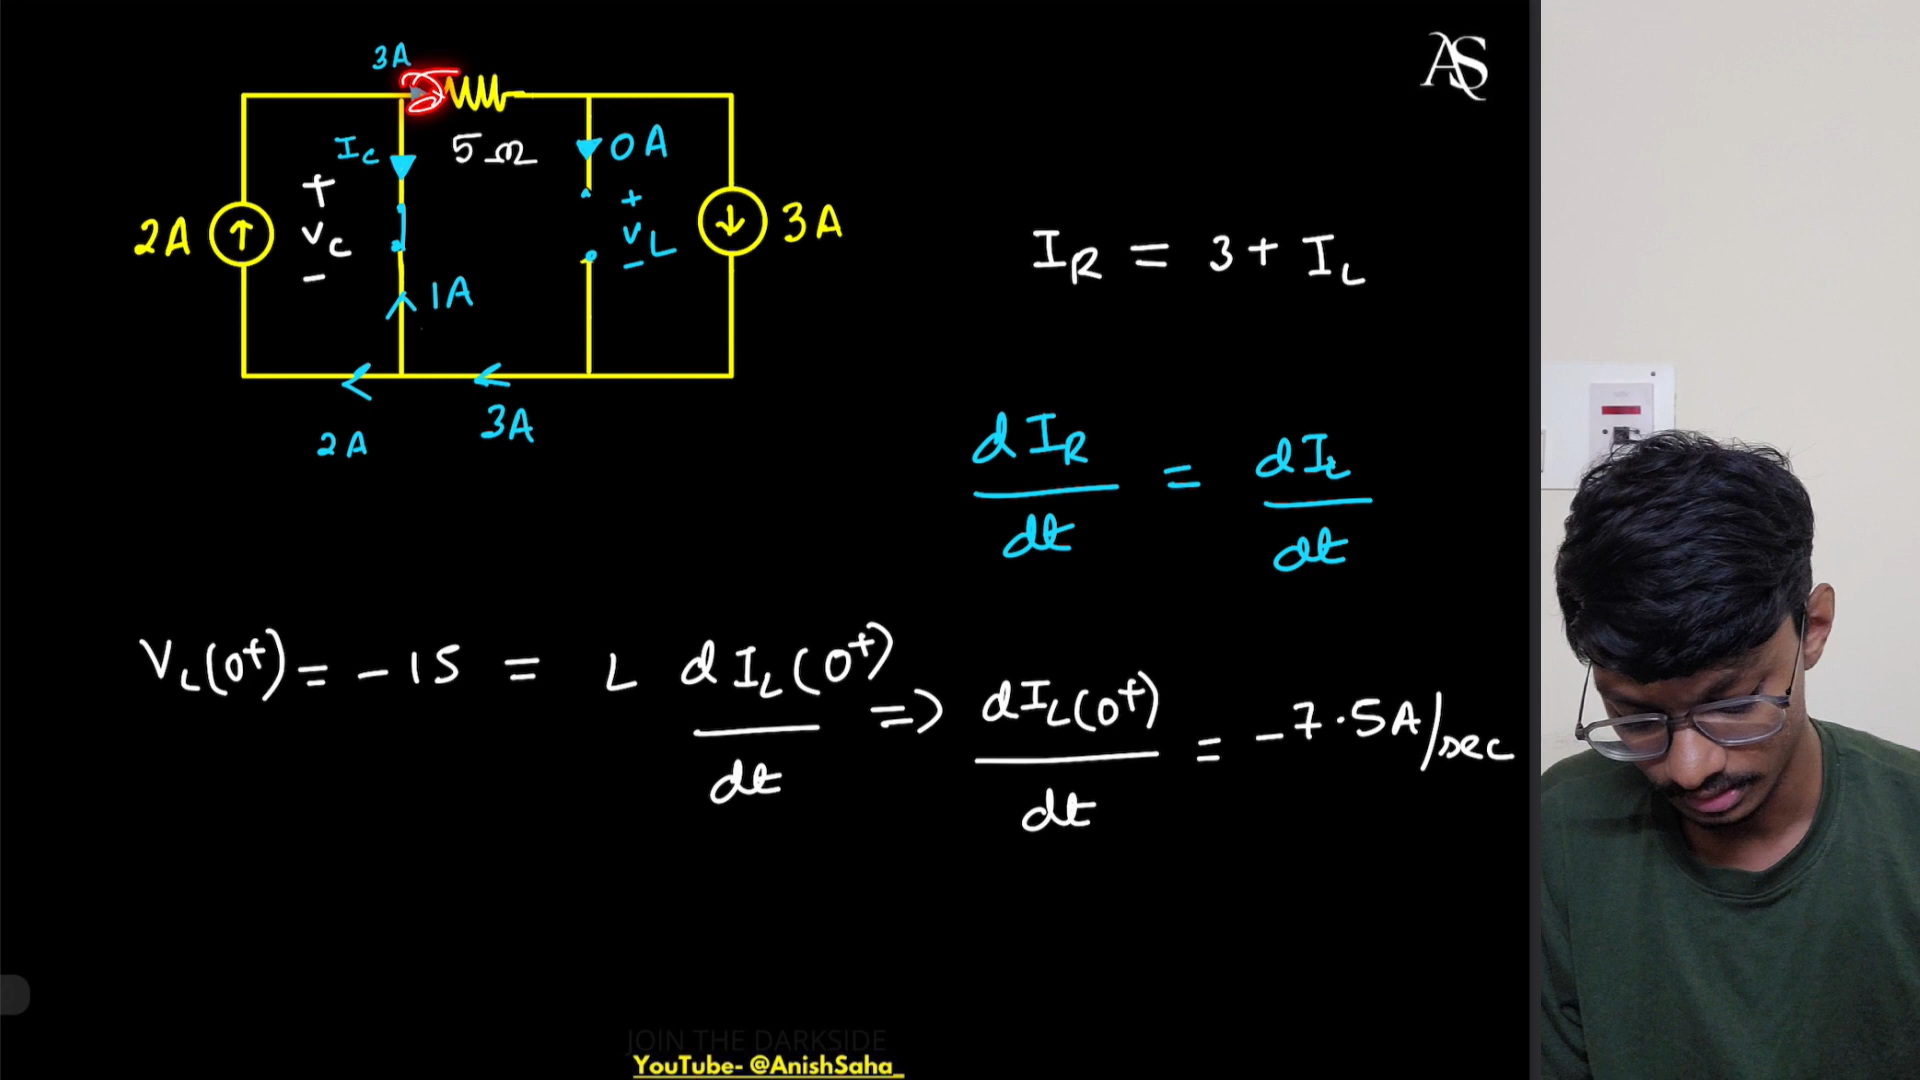 AS
3A
Ic
5Ω
0A
+
Vc
-
+
VL
-
2A
3A
1A
2A
3A
IR = 3 + IL
dIR/dt = dIL/dt
VL(0+) = -15 = L dIL(0+)/dt => dIL(0+)/dt = -7.5A/sec
JOIN THE DARKSIDE
YouTube- @AnishSaha_